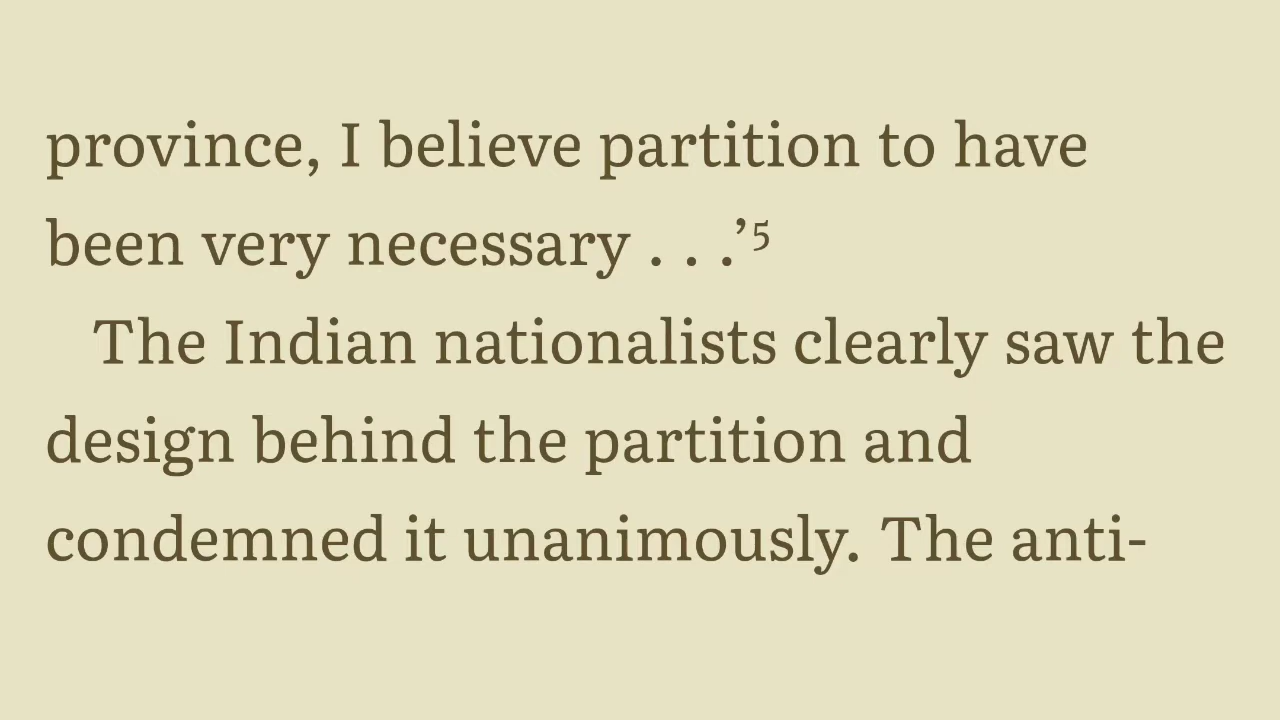 province, I believe partition to have
been very necessary . . .’⁵
The Indian nationalists clearly saw the
design behind the partition and
condemned it unanimously. The anti-